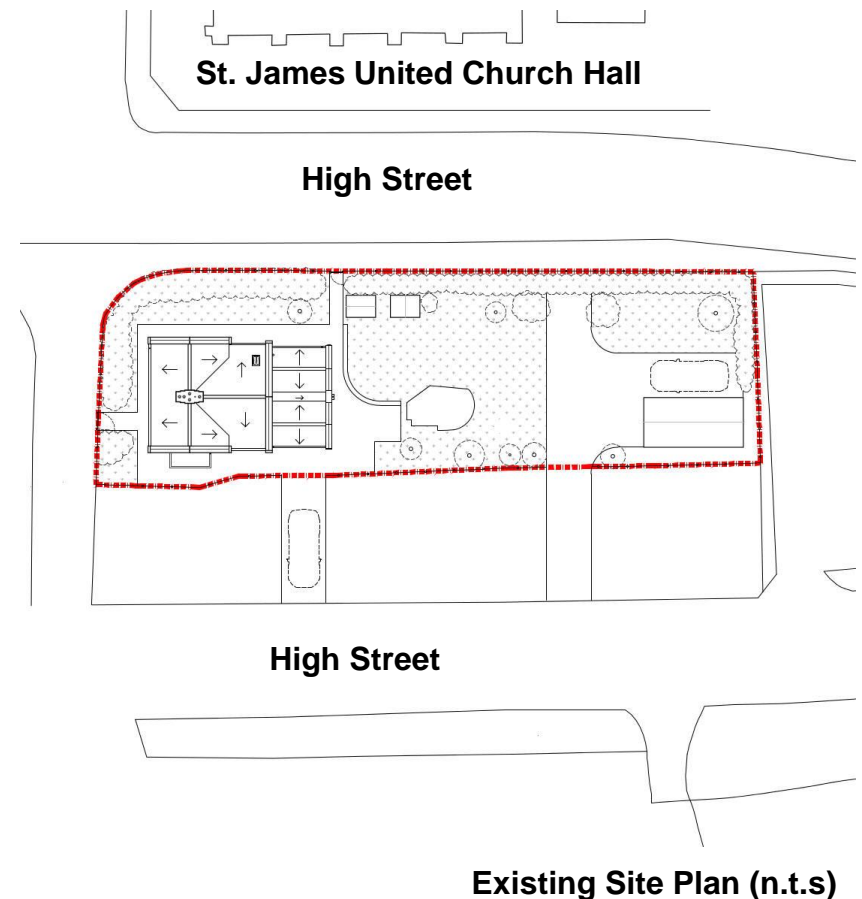 St. James United Church Hall
High Street
High Street
Existing Site Plan (n.t.s)